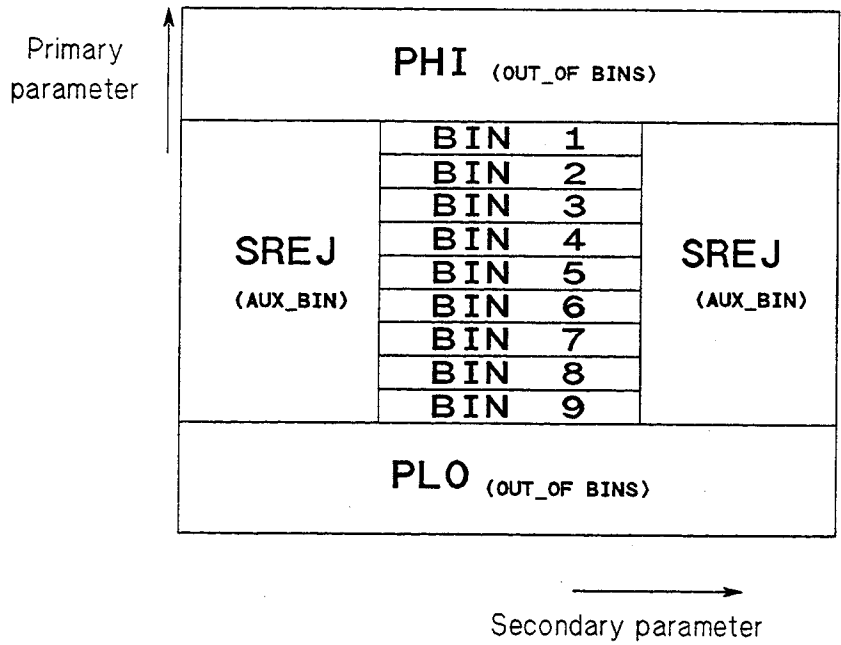 Primary
parameter
PHI (OUT_OF BINS)
BIN 1
BIN 2
BIN 3
BIN 4
BIN 5
BIN 6
BIN 7
BIN 8
BIN 9
SREJ
(AUX_BIN)
SREJ
(AUX_BIN)
PLO (OUT_OF BINS)
Secondary parameter